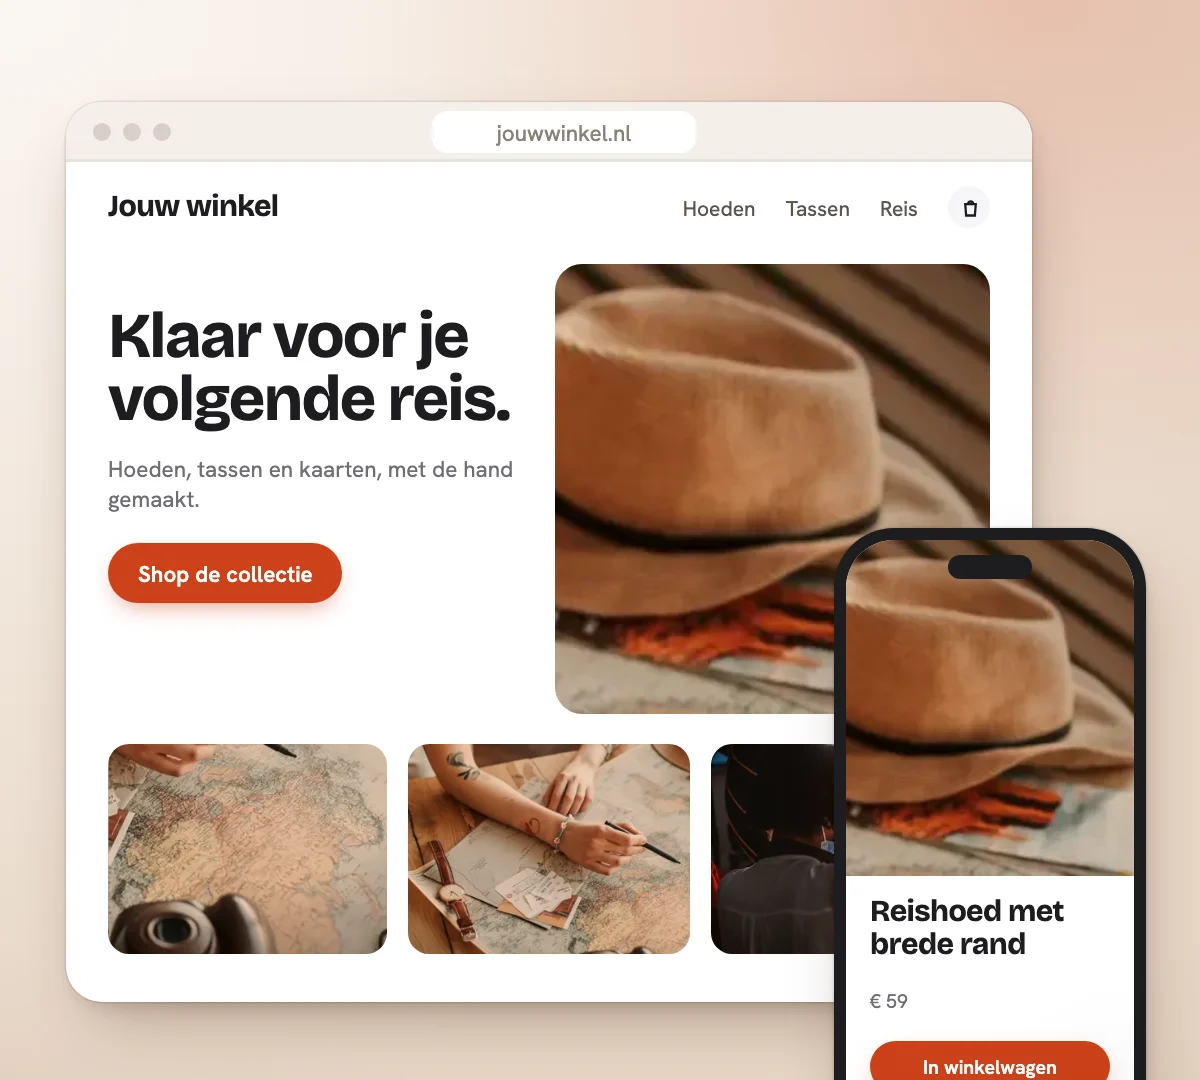 jouwwinkel.nl
Jouw winkel
Hoeden Tassen Reis
Klaar voor je
volgende reis.
Hoeden, tassen en kaarten, met de hand
gemaakt.
Shop de collectie
Reishoed met
brede rand
€ 59
In winkelwagen